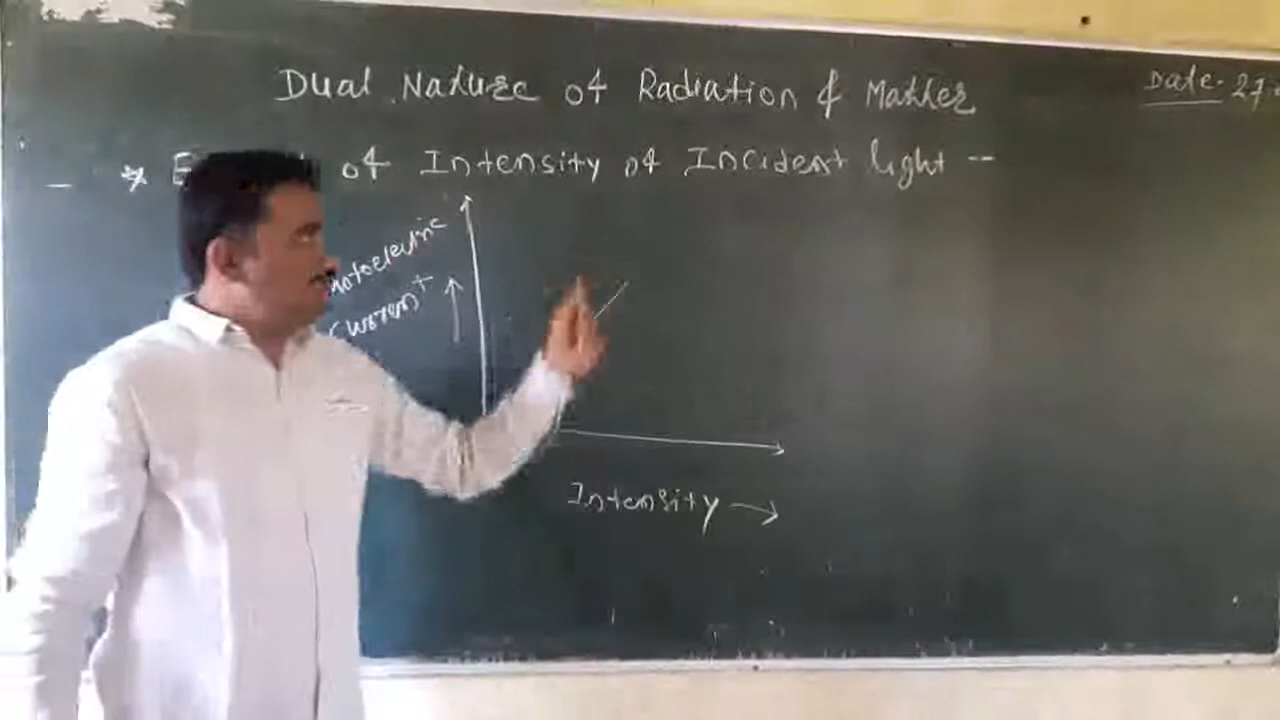 Dual Nature of Radiation & Matter
Date. 27
* of Intensity of Incident light --
Photoelectric
Current
Intensity